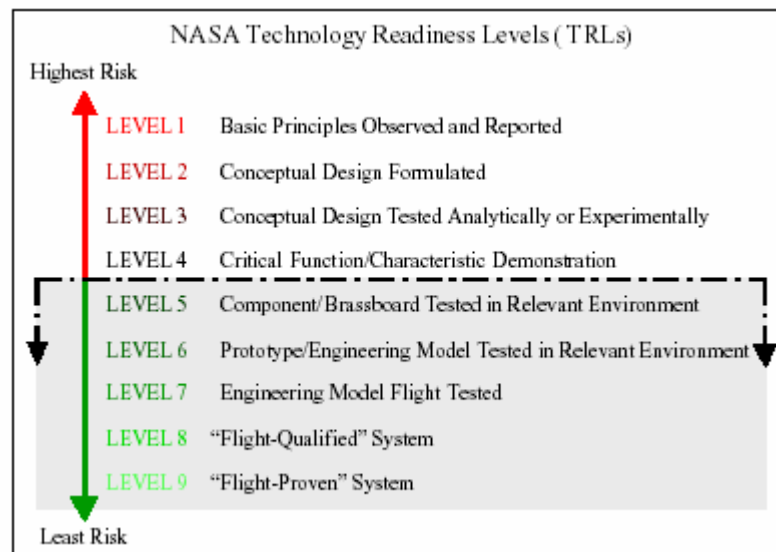 NASA Technology Readiness Levels ( TRLs)
Highest Risk
LEVEL 1 Basic Principles Observed and Reported
LEVEL 2 Conceptual Design Formulated
LEVEL 3 Conceptual Design Tested Analytically or Experimentally
LEVEL 4 Critical Function/Characteristic Demonstration
LEVEL 5 Component/Brassboard Tested in Relevant Environment
LEVEL 6 Prototype/Engineering Model Tested in Relevant Environment
LEVEL 7 Engineering Model Flight Tested
LEVEL 8 “Flight-Qualified” System
LEVEL 9 “Flight-Proven” System
Least Risk